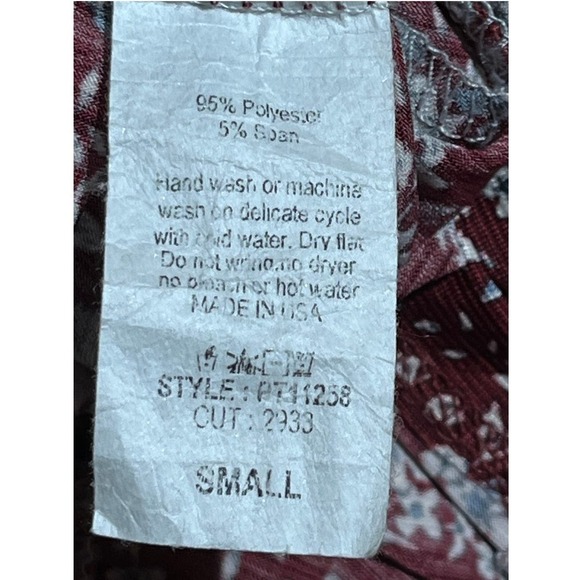 95% Polyester
5% Span
Hand wash or machine
wash on delicate cycle
with cold water. Dry flat
Do not wring,no dryer
no bleach or hot water
MADE IN USA
STYLE : PT11258
CUT : 2933
SMALL